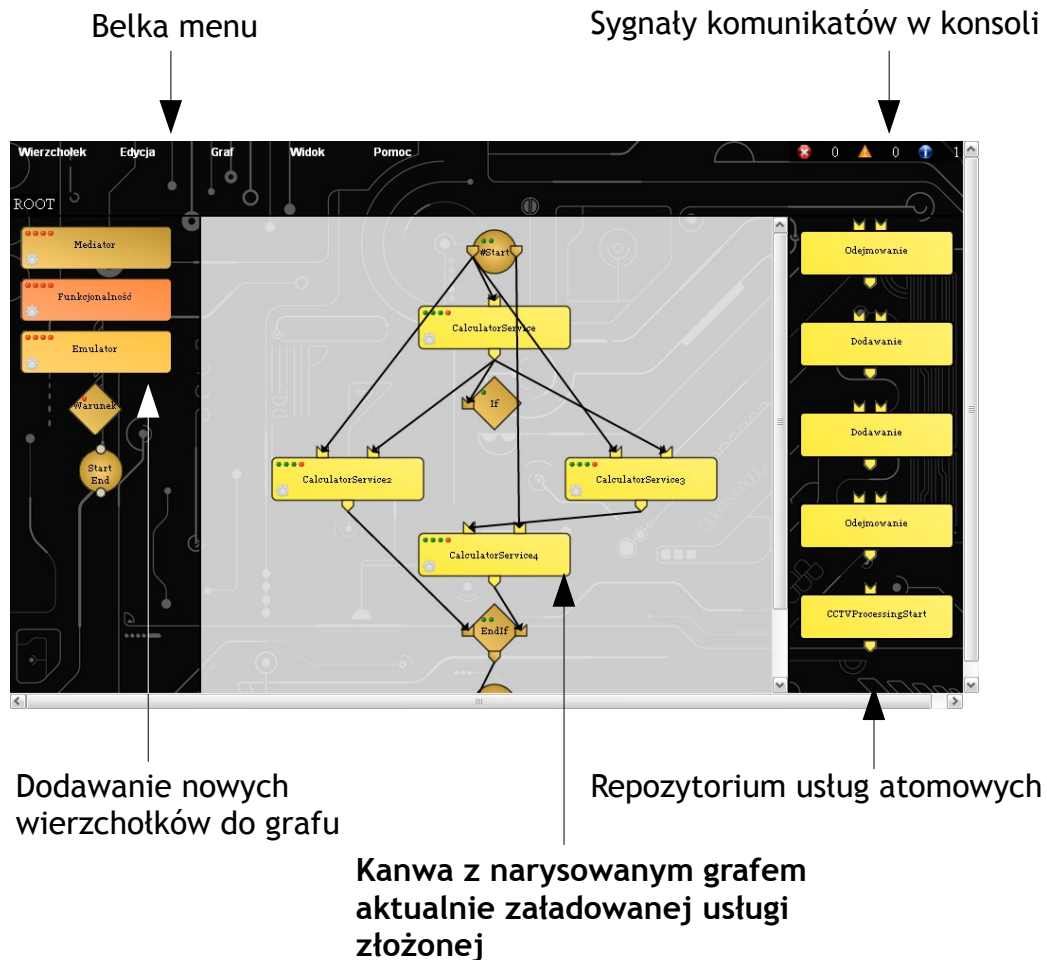 Belka menu
Sygnały komunikatów w konsoli
Wierzchołek Edycja Graf Widok Pomoc 0 0 1
ROOT
Mediator
Funkcjonalność
Emulator
Warunek
Start
End
#Start
CalculatorService
If
CalculatorService2
CalculatorService3
CalculatorService4
EndIf
Odejmowanie
Dodawanie
Dodawanie
Odejmowanie
CCTVProcessingStart
Dodawanie nowych
wierzchołków do grafu
Repozytorium usług atomowych
Kanwa z narysowanym grafem
aktualnie załadowanej usługi
złożonej